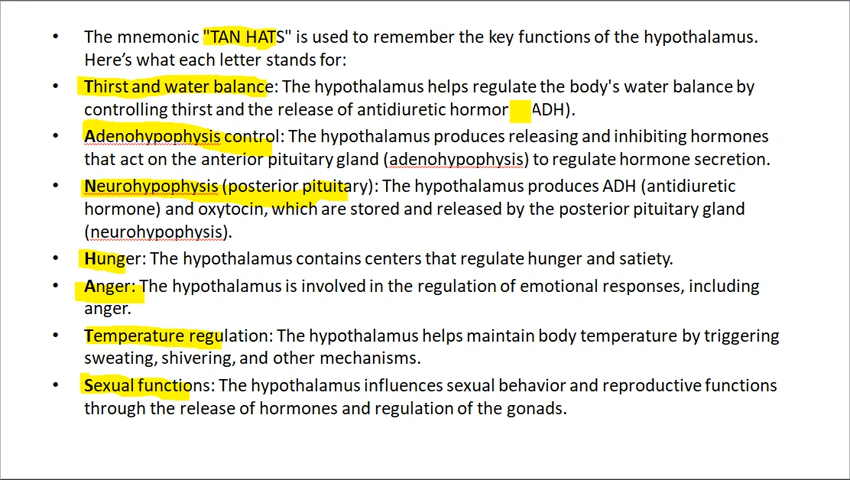 • The mnemonic "TAN HATS" is used to remember the key functions of the hypothalamus.
Here's what each letter stands for:
• Thirst and water balance: The hypothalamus helps regulate the body's water balance by
controlling thirst and the release of antidiuretic hormor ADH).
• Adenohypophysis control: The hypothalamus produces releasing and inhibiting hormones
that act on the anterior pituitary gland (adenohypophysis) to regulate hormone secretion.
• Neurohypophysis (posterior pituitary): The hypothalamus produces ADH (antidiuretic
hormone) and oxytocin, which are stored and released by the posterior pituitary gland
(neurohypophysis).
• Hunger: The hypothalamus contains centers that regulate hunger and satiety.
• Anger: The hypothalamus is involved in the regulation of emotional responses, including
anger.
• Temperature regulation: The hypothalamus helps maintain body temperature by triggering
sweating, shivering, and other mechanisms.
• Sexual functions: The hypothalamus influences sexual behavior and reproductive functions
through the release of hormones and regulation of the gonads.